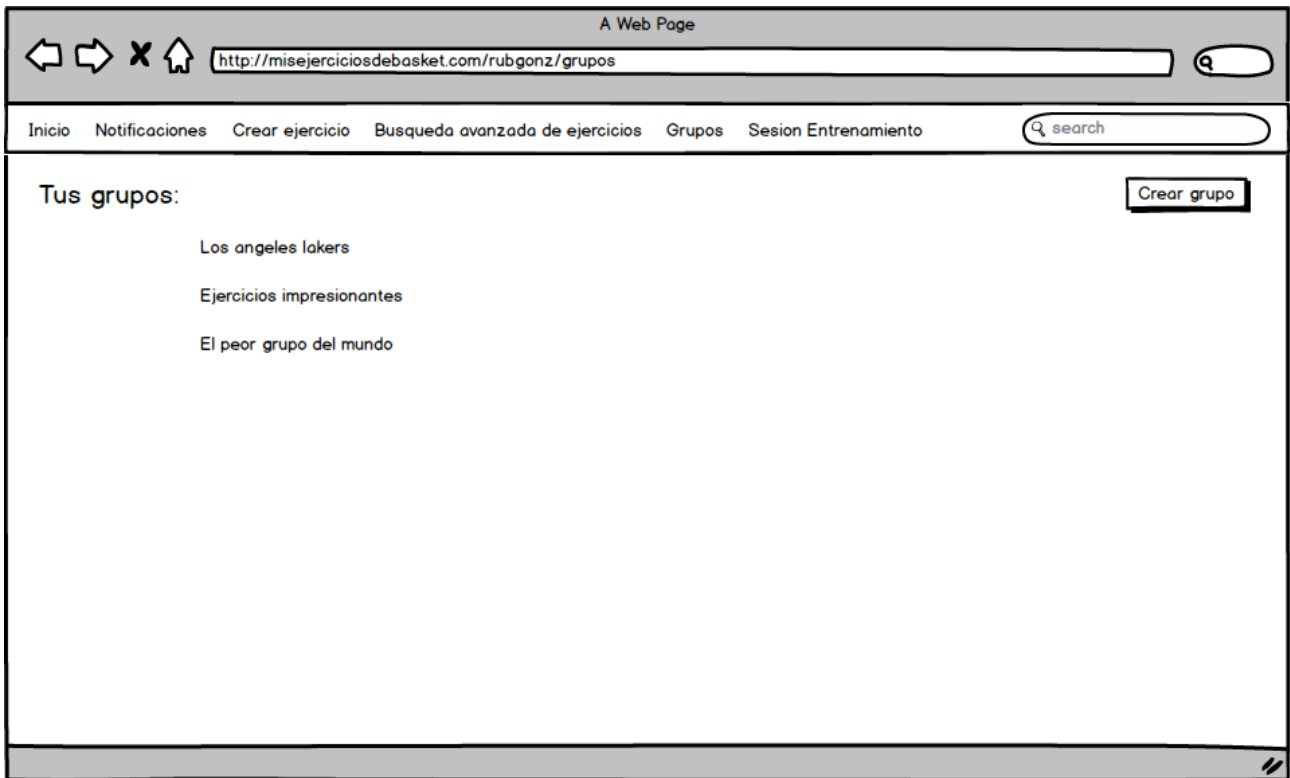 A Web Page
http://misejerciciosdebasket.com/rubgonz/grupos
Inicio Notificaciones Crear ejercicio Busqueda avanzada de ejercicios Grupos Sesion Entrenamiento search
Tus grupos: Crear grupo
Los angeles lakers
Ejercicios impresionantes
El peor grupo del mundo